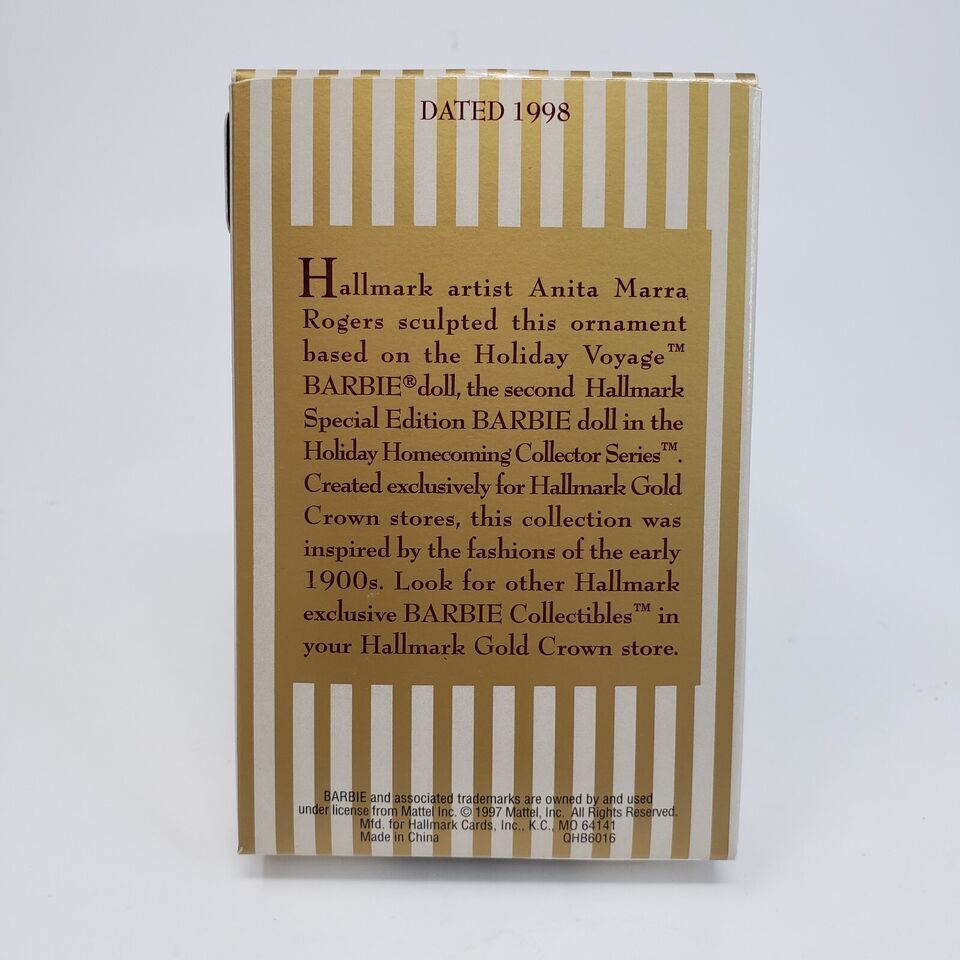 DATED 1998
Hallmark artist Anita Marra
Rogers sculpted this ornament
based on the Holiday Voyage™
BARBIE® doll, the second Hallmark
Special Edition BARBIE doll in the
Holiday Homecoming Collector Series™.
Created exclusively for Hallmark Gold
Crown stores, this collection was
inspired by the fashions of the early
1900s. Look for other Hallmark
exclusive BARBIE Collectibles™ in
your Hallmark Gold Crown store.
BARBIE and associated trademarks are owned by and used
under license from Mattel Inc. © 1997 Mattel, Inc. All Rights Reserved.
Mfd. for Hallmark Cards, Inc., K.C., MO 64141
Made in China QHB6016